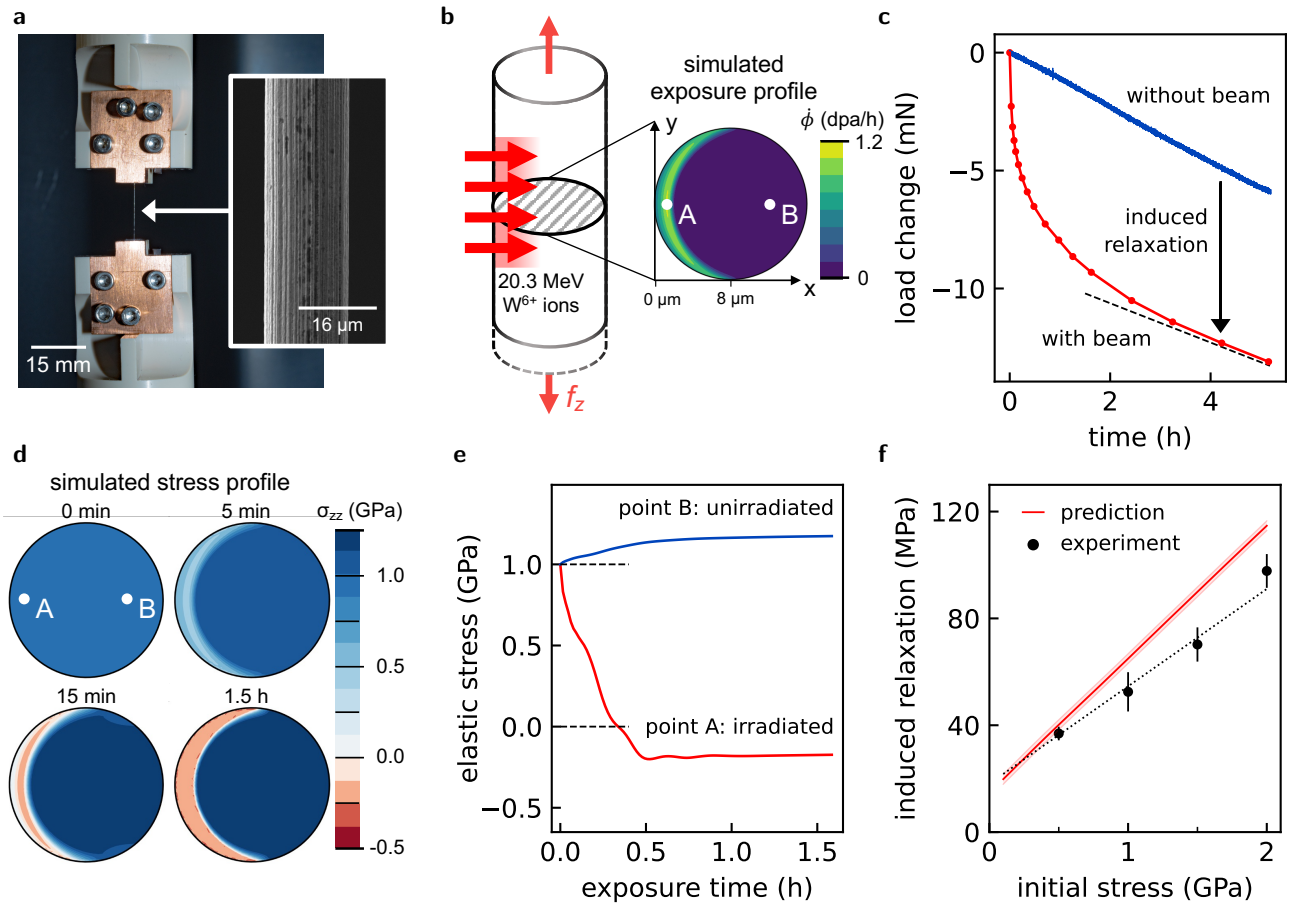 a
15 mm
16 µm
b
simulated
exposure profile
y
ϕ̇ (dpa/h)
1.2
A
B
0
x
0 µm
8 µm
20.3 MeV
W⁶⁺ ions
f_z
c
load change (mN)
0
−5
−10
without beam
induced
relaxation
with beam
0
2
4
time (h)
d
simulated stress profile
0 min
5 min
σzz (GPa)
A
B
1.0
0.5
15 min
1.5 h
0.0
-0.5
e
elastic stress (GPa)
point B: unirradiated
1.0
0.5
0.0
point A: irradiated
−0.5
0.0
0.5
1.0
1.5
exposure time (h)
f
induced relaxation (MPa)
120
prediction
experiment
80
40
0
0
1
2
initial stress (GPa)